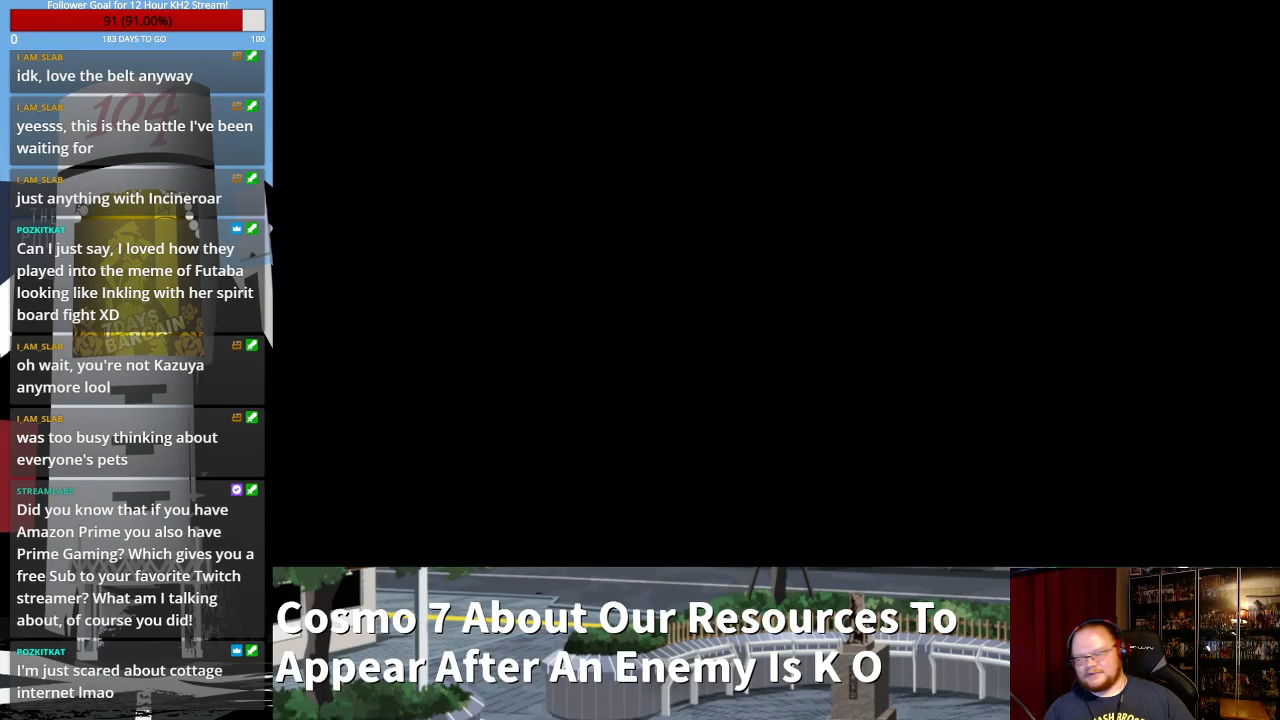 Follower Goal for 12 Hour KH2 Stream!
91 (91.00%)
0
183 DAYS TO GO
100
I_AM_SLAB
idk, love the belt anyway
I_AM_SLAB
yeesss, this is the battle I've been
waiting for
I_AM_SLAB
just anything with Incineroar
POZKITKAT
Can I just say, I loved how they
played into the meme of Futaba
looking like Inkling with her spirit
board fight XD
I_AM_SLAB
oh wait, you're not Kazuya
anymore lool
I_AM_SLAB
was too busy thinking about
everyone's pets
STREAMLABS
Did you know that if you have
Amazon Prime you also have
Prime Gaming? Which gives you a
free Sub to your favorite Twitch
streamer? What am I talking
about, of course you did!
POZKITKAT
I'm just scared about cottage
internet lmao
104
7DAYS
BARGAIN
Cosmo 7 About Our Resources To
Appear After An Enemy Is K O